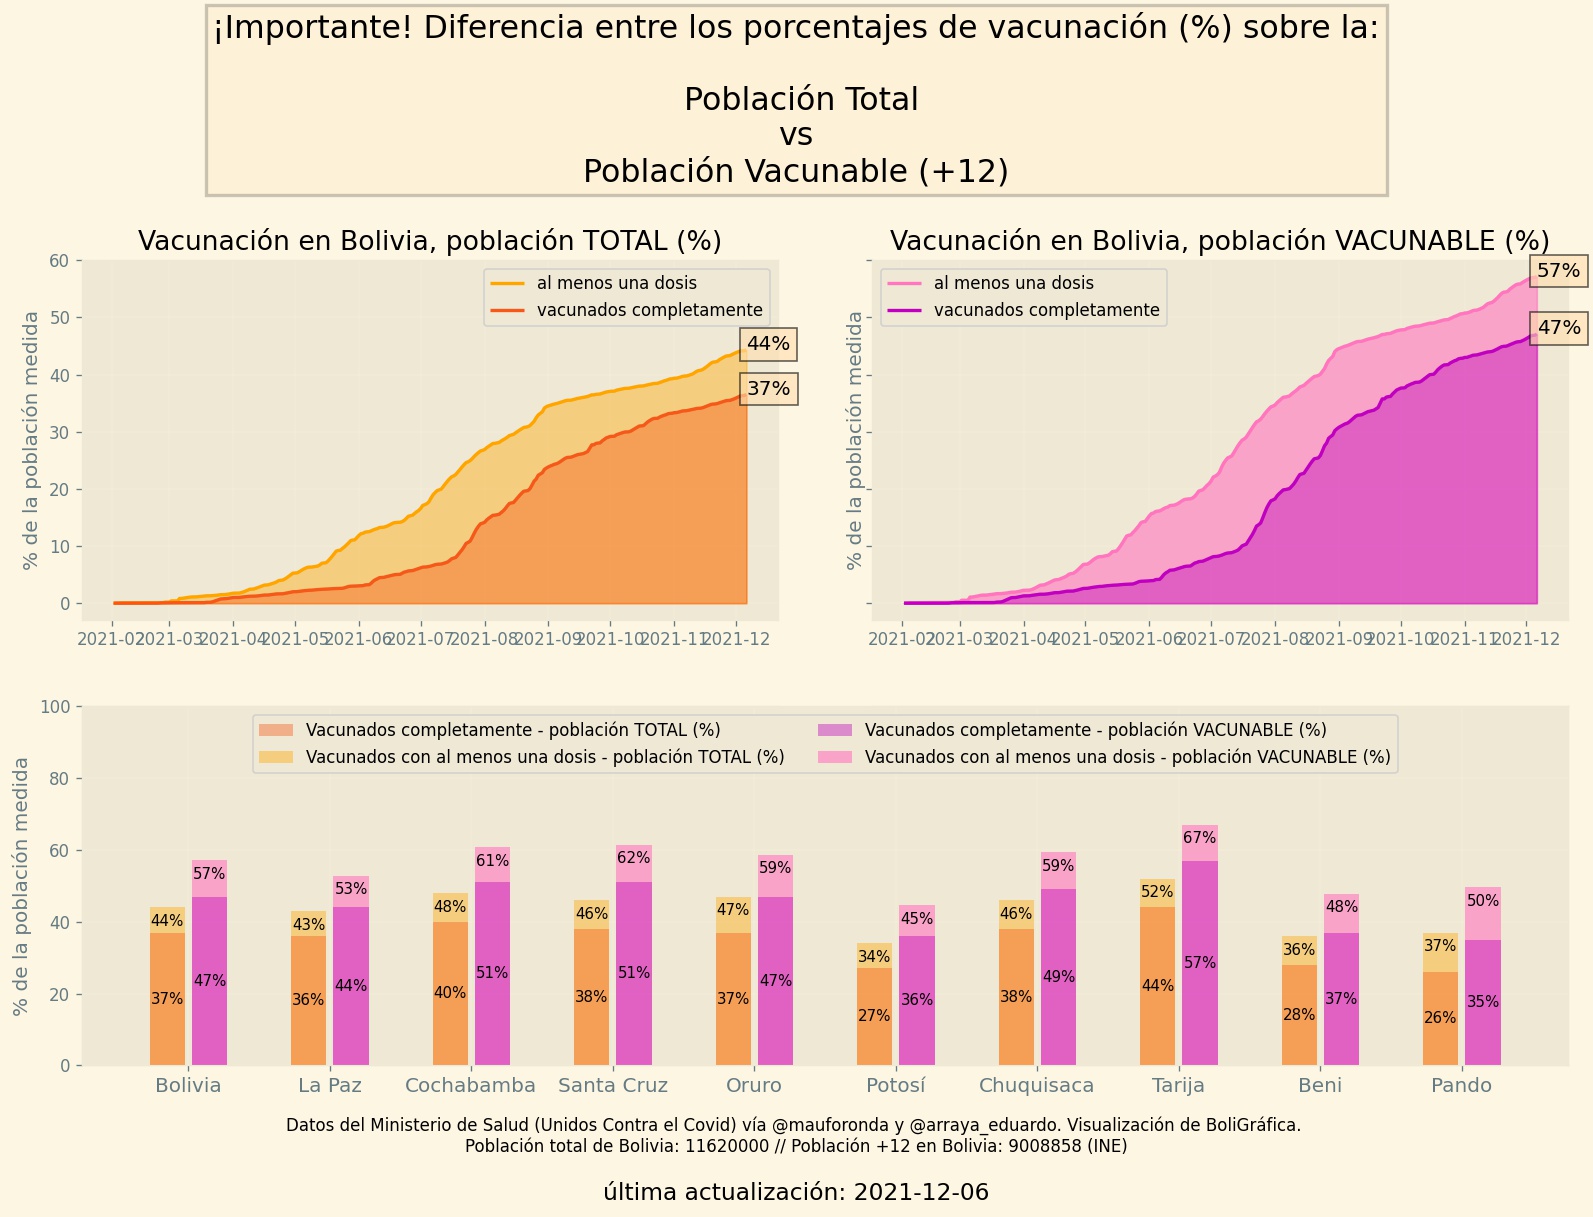 ¡Importante! Diferencia entre los porcentajes de vacunación (%) sobre la:
Población Total
vs
Población Vacunable (+12)
Vacunación en Bolivia, población TOTAL (%)
% de la población medida
60
50
40
30
20
10
0
al menos una dosis
vacunados completamente
44%
37%
2021-02
2021-03
2021-04
2021-05
2021-06
2021-07
2021-08
2021-09
2021-10
2021-11
2021-12
Vacunación en Bolivia, población VACUNABLE (%)
% de la población medida
al menos una dosis
vacunados completamente
57%
47%
2021-02
2021-03
2021-04
2021-05
2021-06
2021-07
2021-08
2021-09
2021-10
2021-11
2021-12
% de la población medida
100
80
60
40
20
0
Vacunados completamente - población TOTAL (%)
Vacunados con al menos una dosis - población TOTAL (%)
Vacunados completamente - población VACUNABLE (%)
Vacunados con al menos una dosis - población VACUNABLE (%)
44%
37%
57%
47%
43%
36%
53%
44%
48%
40%
61%
51%
46%
38%
62%
51%
47%
37%
59%
47%
34%
27%
45%
36%
46%
38%
59%
49%
52%
44%
67%
57%
36%
28%
48%
37%
37%
26%
50%
35%
Bolivia
La Paz
Cochabamba
Santa Cruz
Oruro
Potosí
Chuquisaca
Tarija
Beni
Pando
Datos del Ministerio de Salud (Unidos Contra el Covid) vía @mauforonda y @arraya_eduardo. Visualización de BoliGráfica.
Población total de Bolivia: 11620000 // Población +12 en Bolivia: 9008858 (INE)
última actualización: 2021-12-06